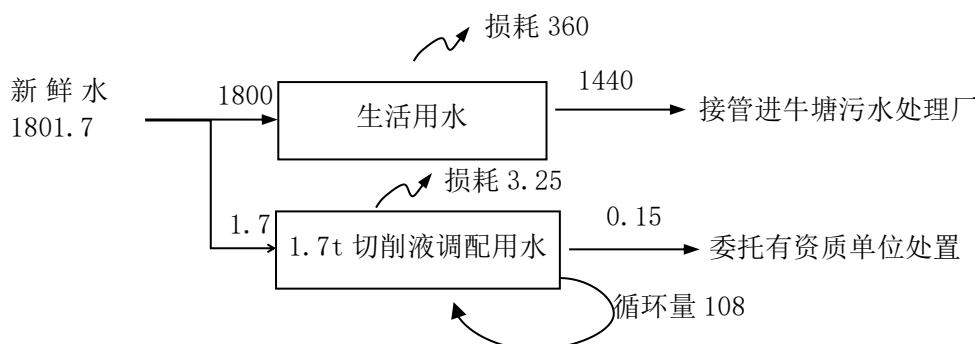 损耗 360
新 鲜 水
1801.7
1800
生活用水
1440
接管进牛塘污水处理厂
损耗 3.25
1.7
1.7t 切削液调配用水
0.15
委托有资质单位处置
循环量 108